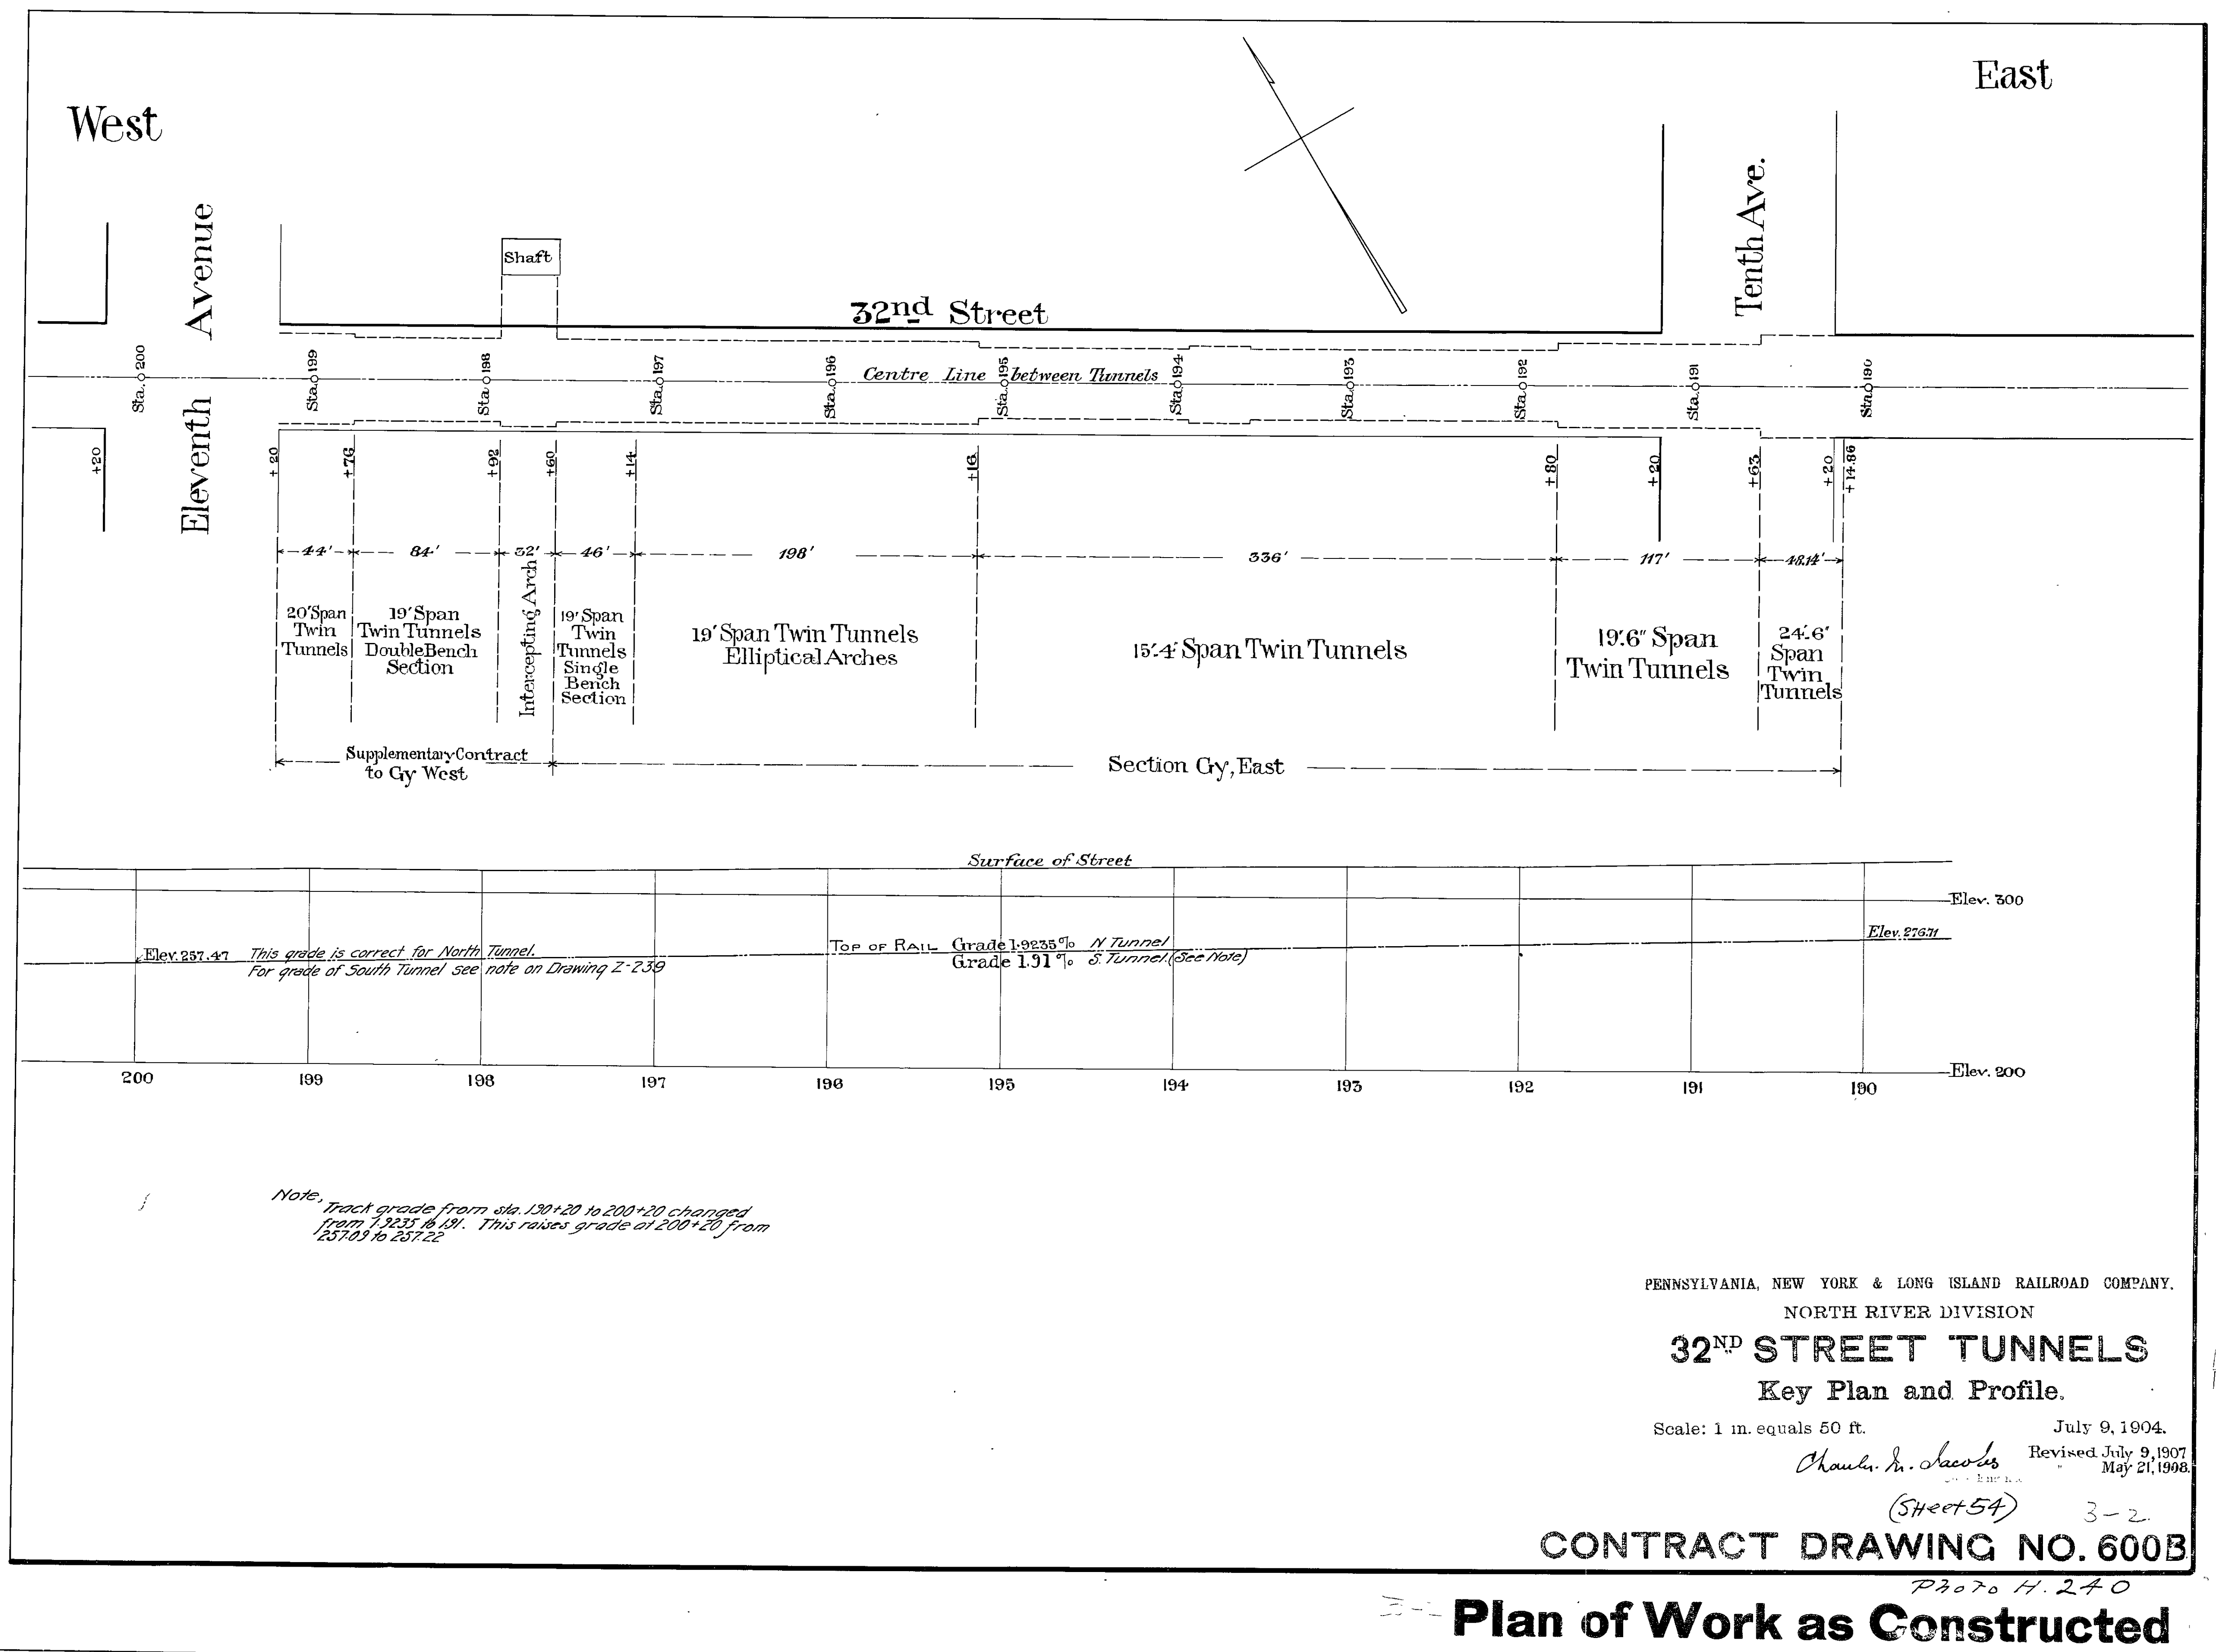 West
East
Eleventh Avenue
Tenth Ave.
Shaft
32nd Street
Sta. 200
Sta. 199
Sta. 198
Sta. 197
Sta. 196
Sta. 195
Sta. 194
Sta. 193
Sta. 192
Sta. 191
Sta. 190
Centre Line between Tunnels
+20
+20
+76
+92
+60
+14
+16
+80
+20
+63
+20
+14.86
44'
84'
32'
46'
198'
336'
117'
48.14'
20' Span
Twin
Tunnels
19' Span
Twin Tunnels
Double Bench
Section
Intercepting Arch
19' Span
Twin
Tunnels
Single
Bench
Section
19' Span Twin Tunnels
Elliptical Arches
15'-4" Span Twin Tunnels
19'.6" Span
Twin Tunnels
24'.6"
Span
Twin
Tunnels
Supplementary Contract
to Gy West
Section Gy, East
Surface of Street
Elev. 300
Elev. 276.71
Elev. 257.47
This grade is correct for North Tunnel.
For grade of South Tunnel see note on Drawing Z-239
TOP OF RAIL Grade 1.9235% N Tunnel
Grade 1.91% S. Tunnel. (See Note)
Elev. 200
200 199 198 197 196 195 194 193 192 191 190
Note,
Track grade from sta. 190+20 to 200+20 changed
from 1.9235 to 1.91. This raises grade at 200+20 from
257.09 to 257.22
PENNSYLVANIA, NEW YORK & LONG ISLAND RAILROAD COMPANY.
NORTH RIVER DIVISION
32ND STREET TUNNELS
Key Plan and Profile.
Scale: 1 in. equals 50 ft.
July 9, 1904.
Charles M. Jacobs
Revised July 9, 1907
" May 21, 1908.
(Sheet 54)
3-2.
CONTRACT DRAWING NO. 600B
Photo H. 240
Plan of Work as Constructed